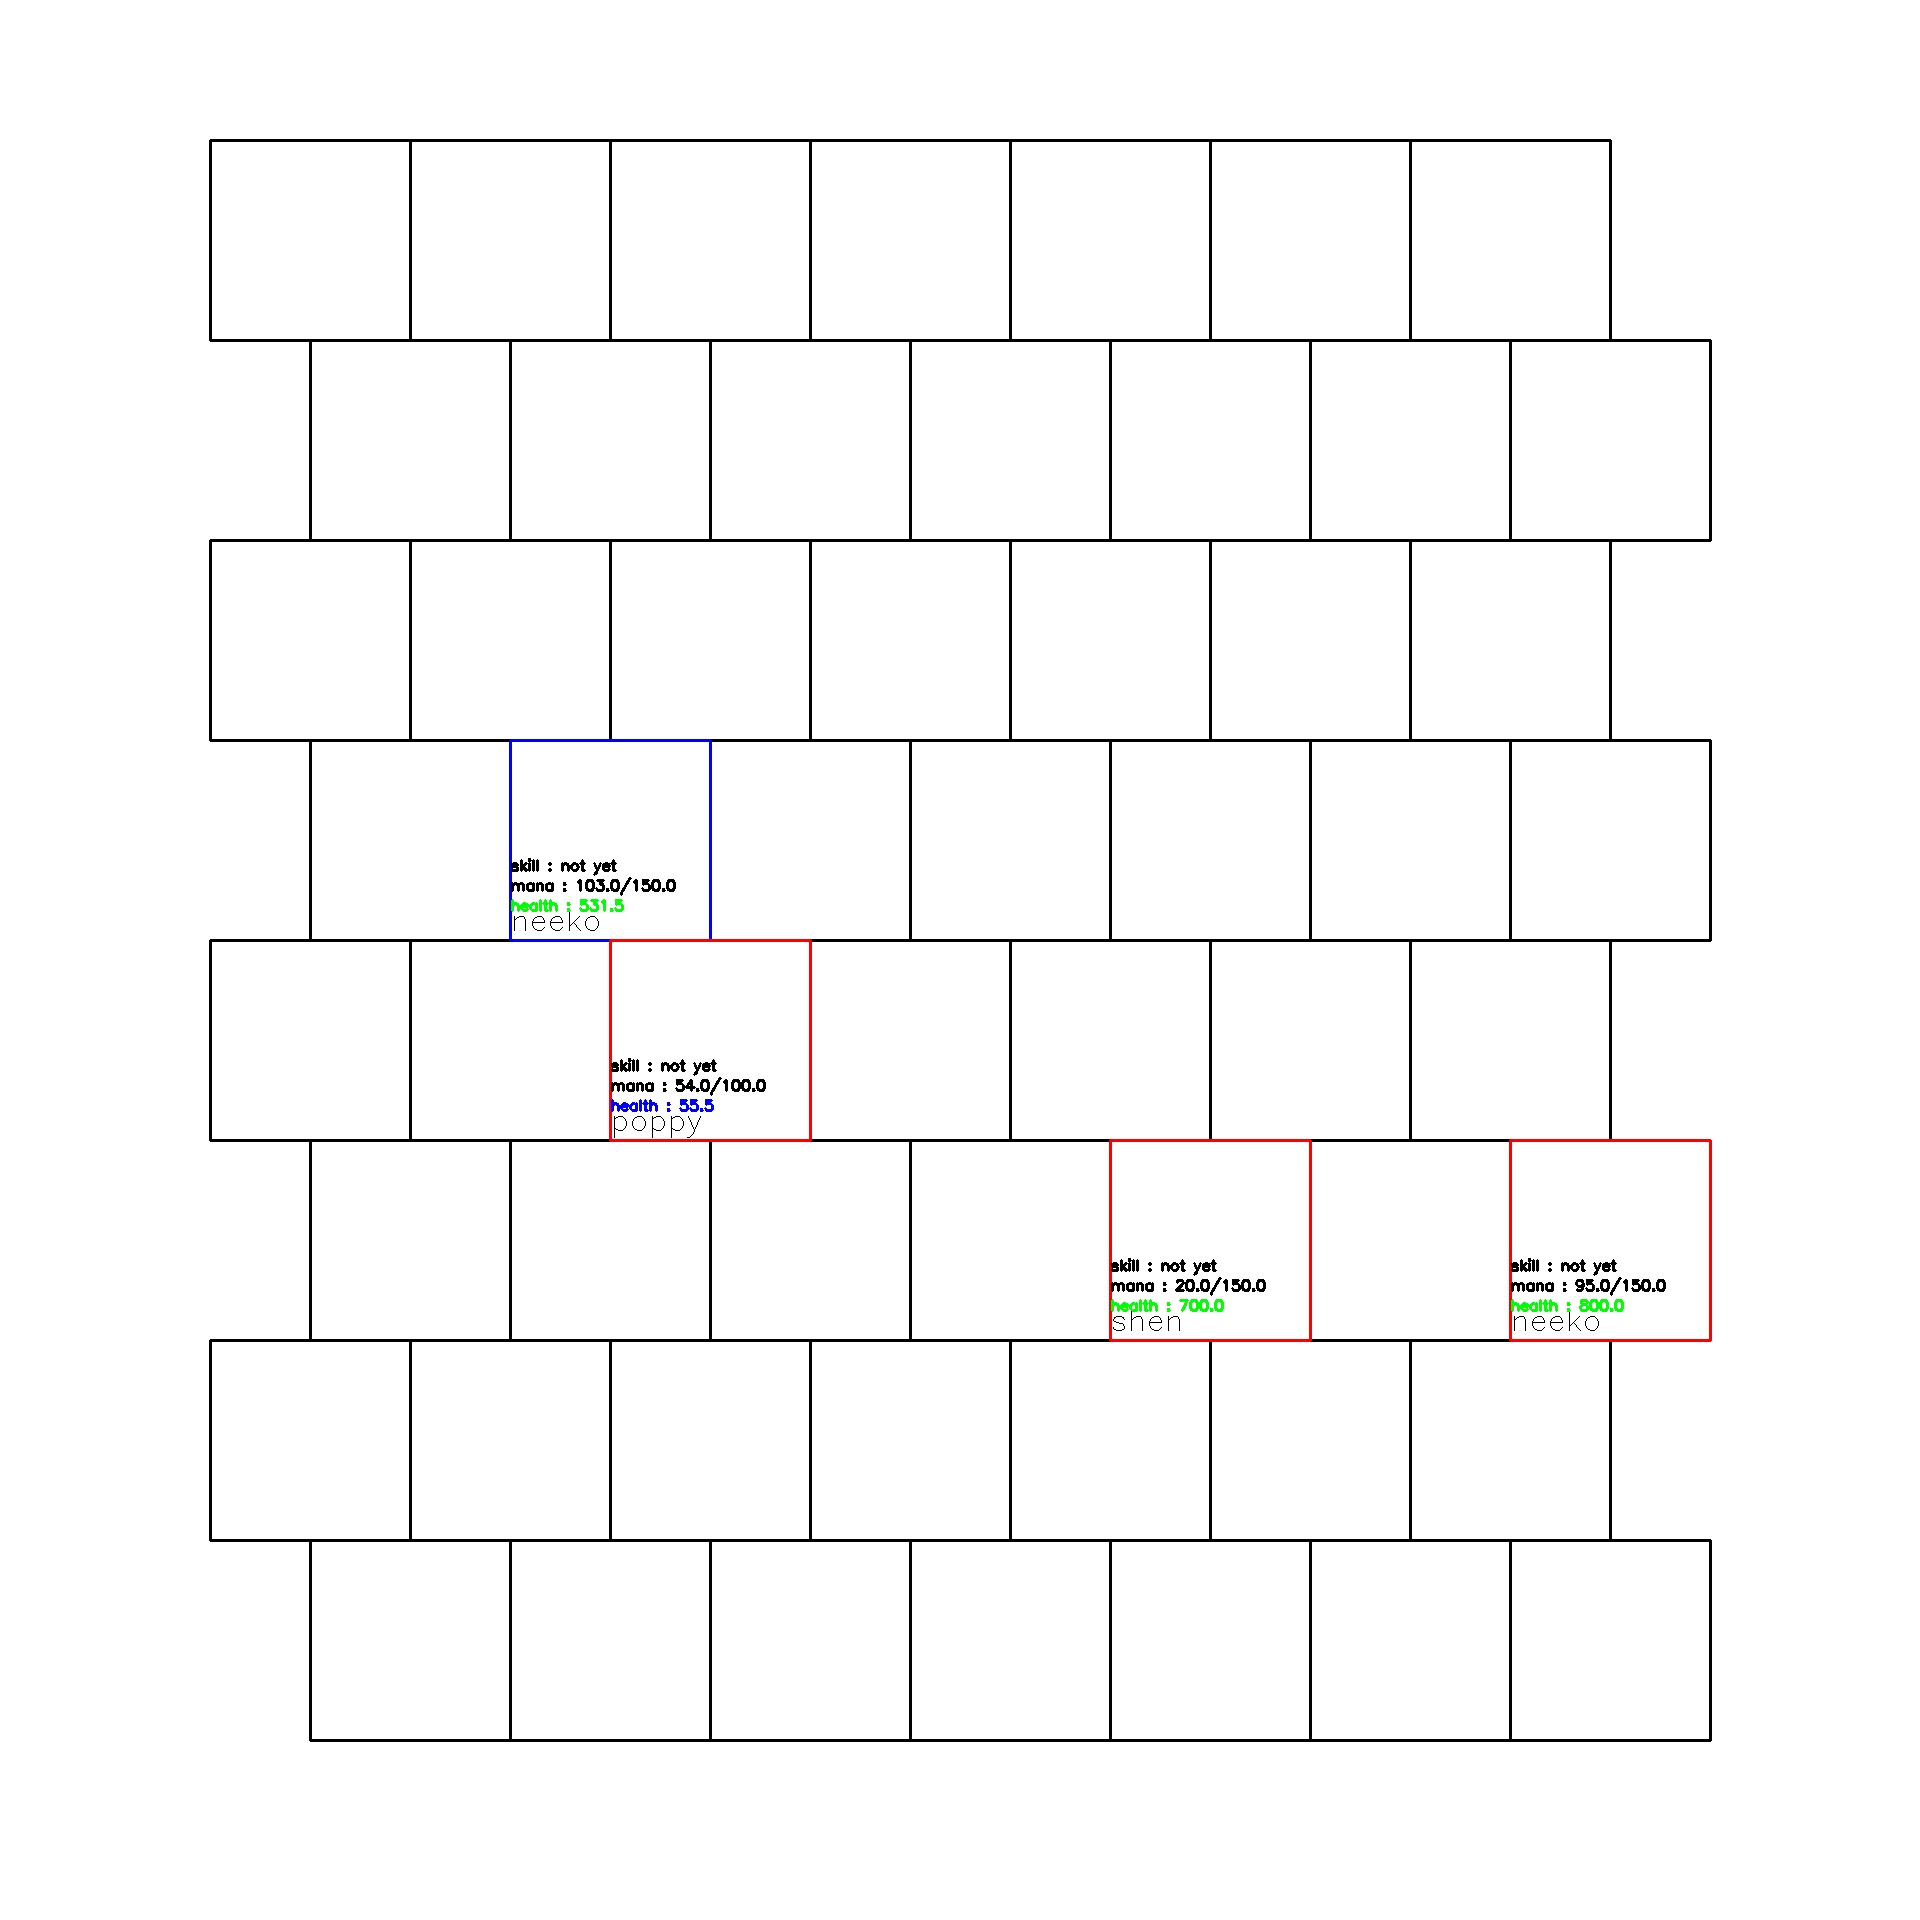 skill : not yet
mana : 103.0/150.0
health : 531.5
neeko
skill : not yet
mana : 54.0/100.0
health : 55.5
poppy
skill : not yet
mana : 20.0/150.0
health : 700.0
shen
skill : not yet
mana : 95.0/150.0
health : 800.0
neeko